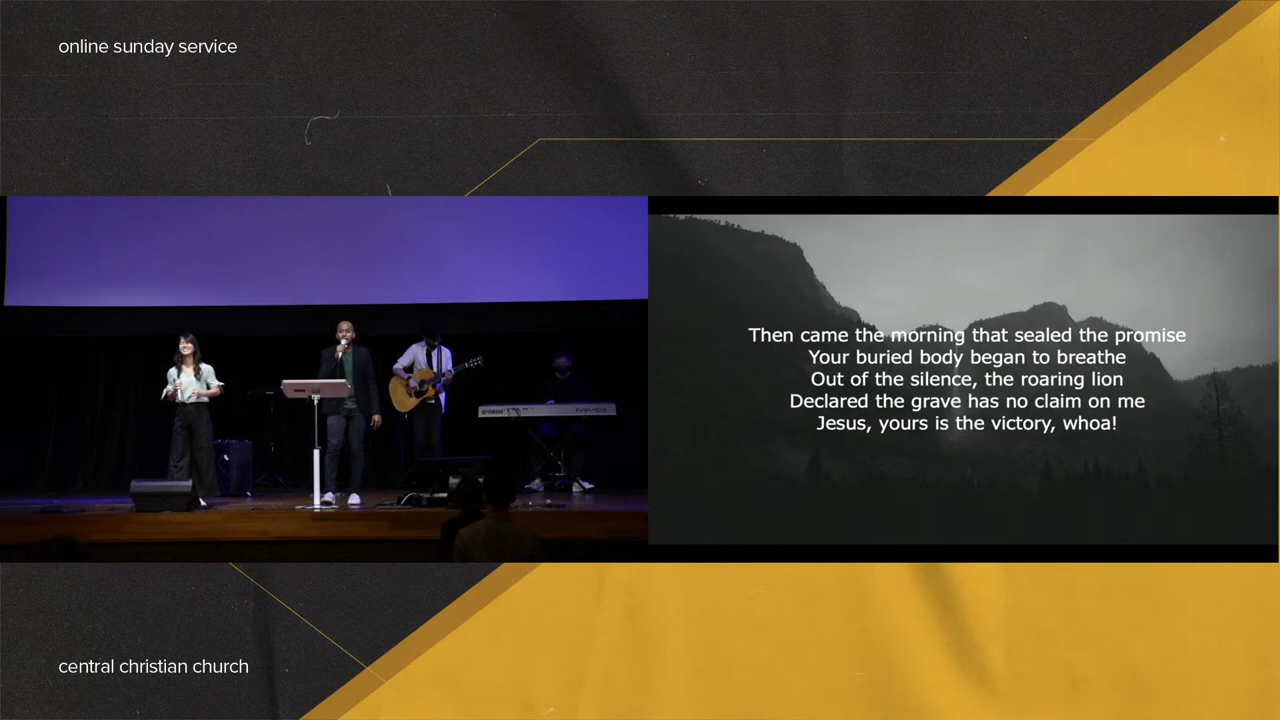 online sunday service
Then came the morning that sealed the promise
Your buried body began to breathe
Out of the silence, the roaring lion
Declared the grave has no claim on me
Jesus, yours is the victory, whoa!
YAMAHA
central christian church